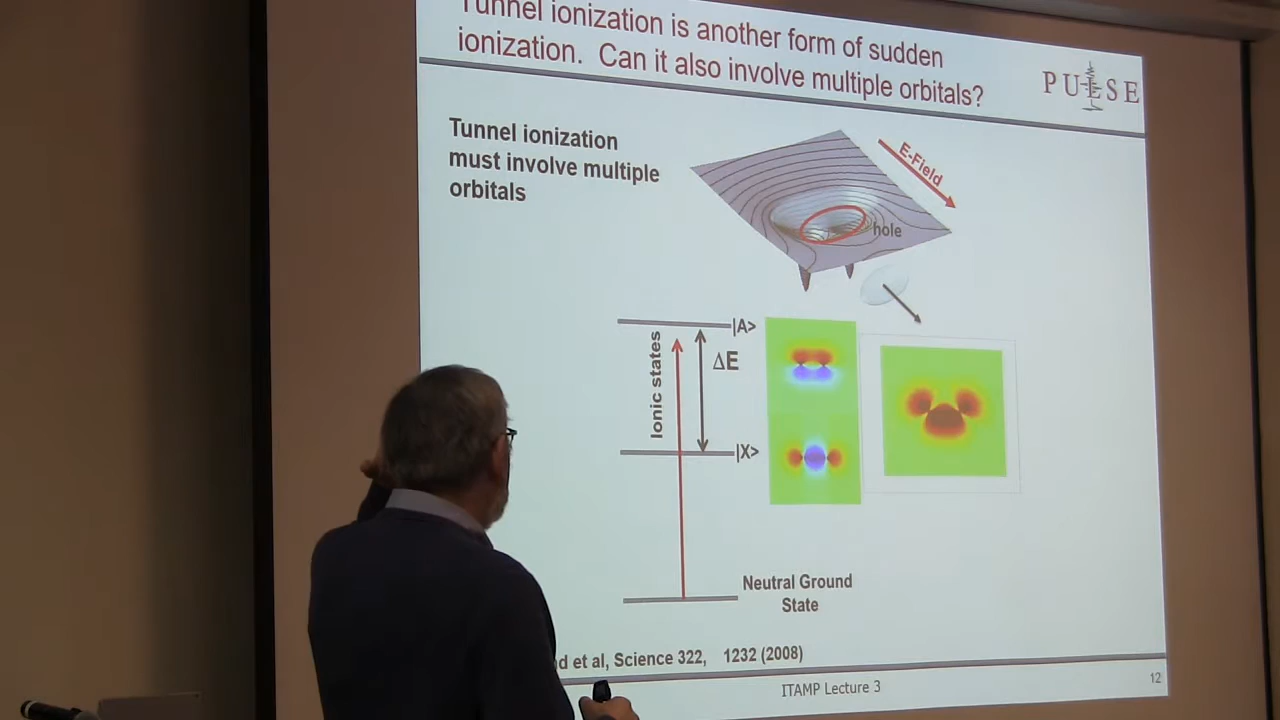 Tunnel ionization is another form of sudden
ionization. Can it also involve multiple orbitals?
PULSE
Tunnel ionization
must involve multiple
orbitals
E-Field
hole
|A>
Ionic states
ΔE
|X>
Neutral Ground
State
et al, Science 322, 1232 (2008)
ITAMP Lecture 3
12